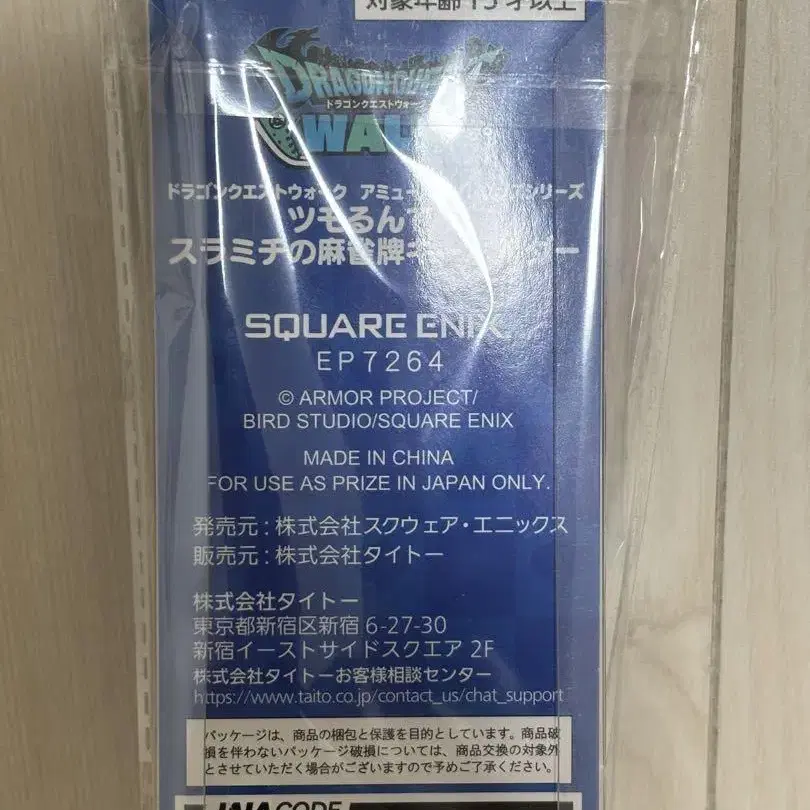 対象年齢15才以上
DRAGON QUEST
ドラゴンクエストウォーク
WALK
ドラゴンクエストウォーク アミュー シリーズ
ツモるん
スラミチの麻雀牌キ ー
SQUARE ENIX
EP7264
© ARMOR PROJECT/
BIRD STUDIO/SQUARE ENIX
MADE IN CHINA
FOR USE AS PRIZE IN JAPAN ONLY.
発売元:株式会社スクウェア・エニックス
販売元:株式会社タイトー
株式会社タイトー
東京都新宿区新宿 6-27-30
新宿イーストサイドスクエア 2F
株式会社タイトーお客様相談センター
https://www.taito.co.jp/contact_us/chat_support
パッケージは、商品の梱包と保護を目的としています。商品破
損を伴わないパッケージ破損については、商品交換の対象外
とさせていただく場合がございますので予めご了承ください。
CODE